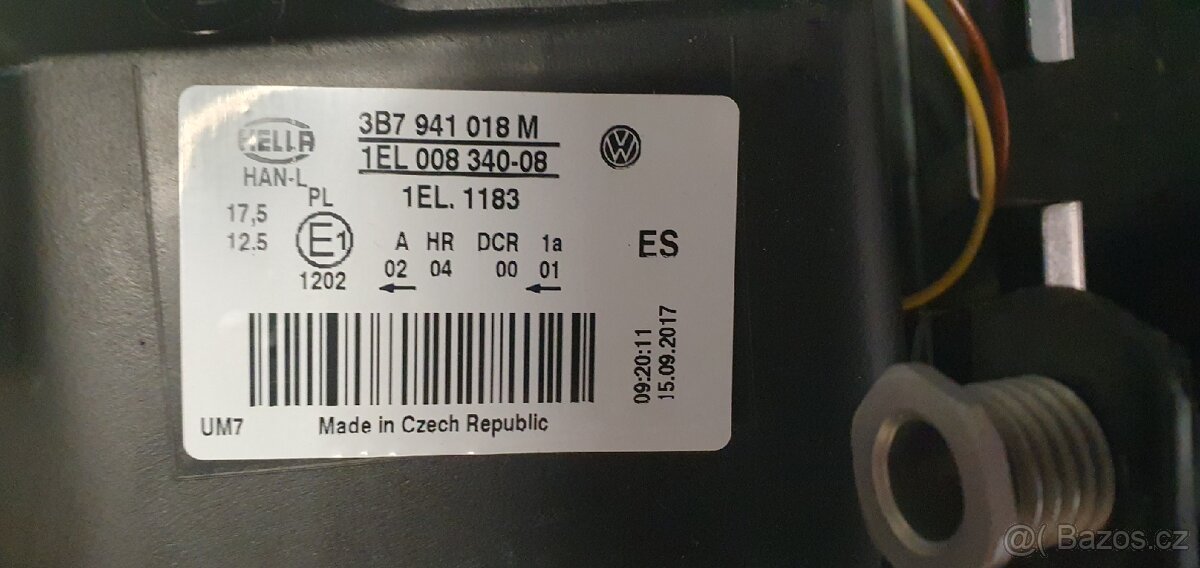 HELLA
3B7 941 018 M
1EL 008 340-08
HAN-L
PL
1EL. 1183
17,5
12.5
E1
A HR DCR 1a
02 04 00 01
1202
ES
09:20:11
15.09.2017
UM7
Made in Czech Republic
@( Bazos.cz